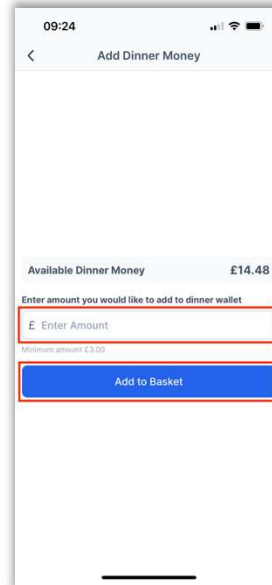 09:24
Add Dinner Money
Available Dinner Money £14.48
Enter amount you would like to add to dinner wallet
£ Enter Amount
Minimum amount £3.00
Add to Basket